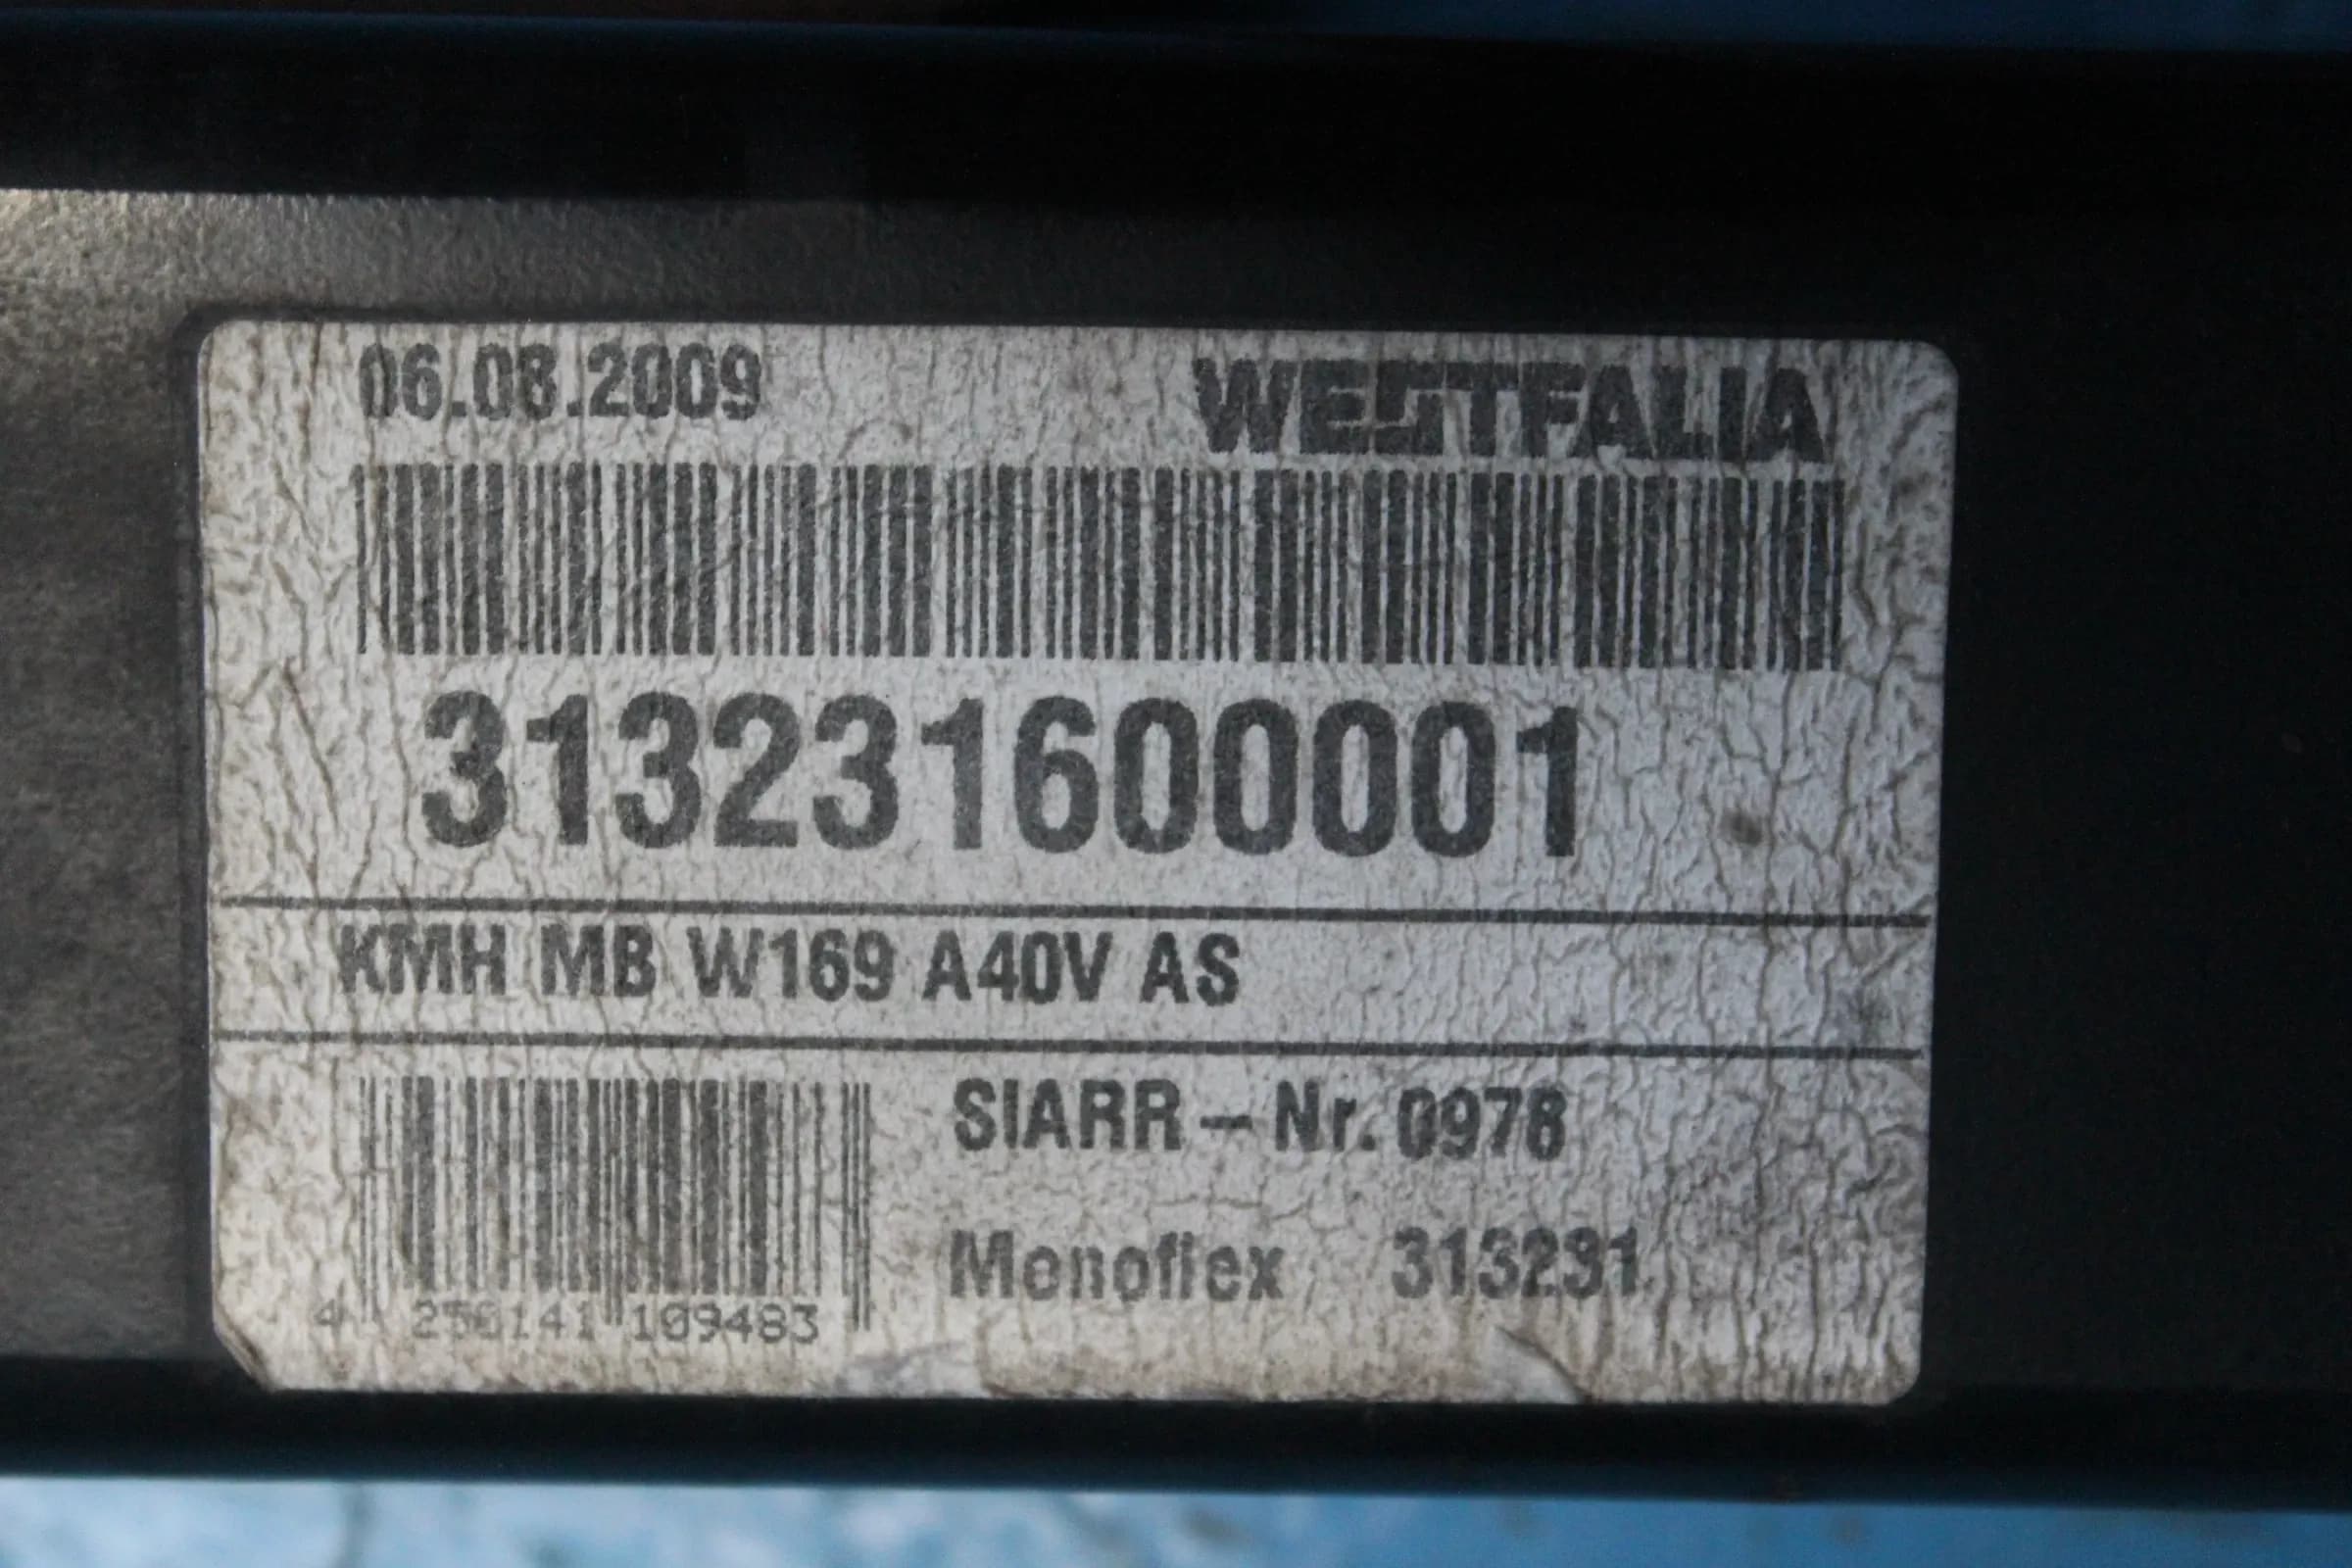 06.08.2009 WESTFALIA
313231600001
KMH MB W169 A40V AS
SIARR – Nr. 0978
Monoflex 313231
4 250141 109483